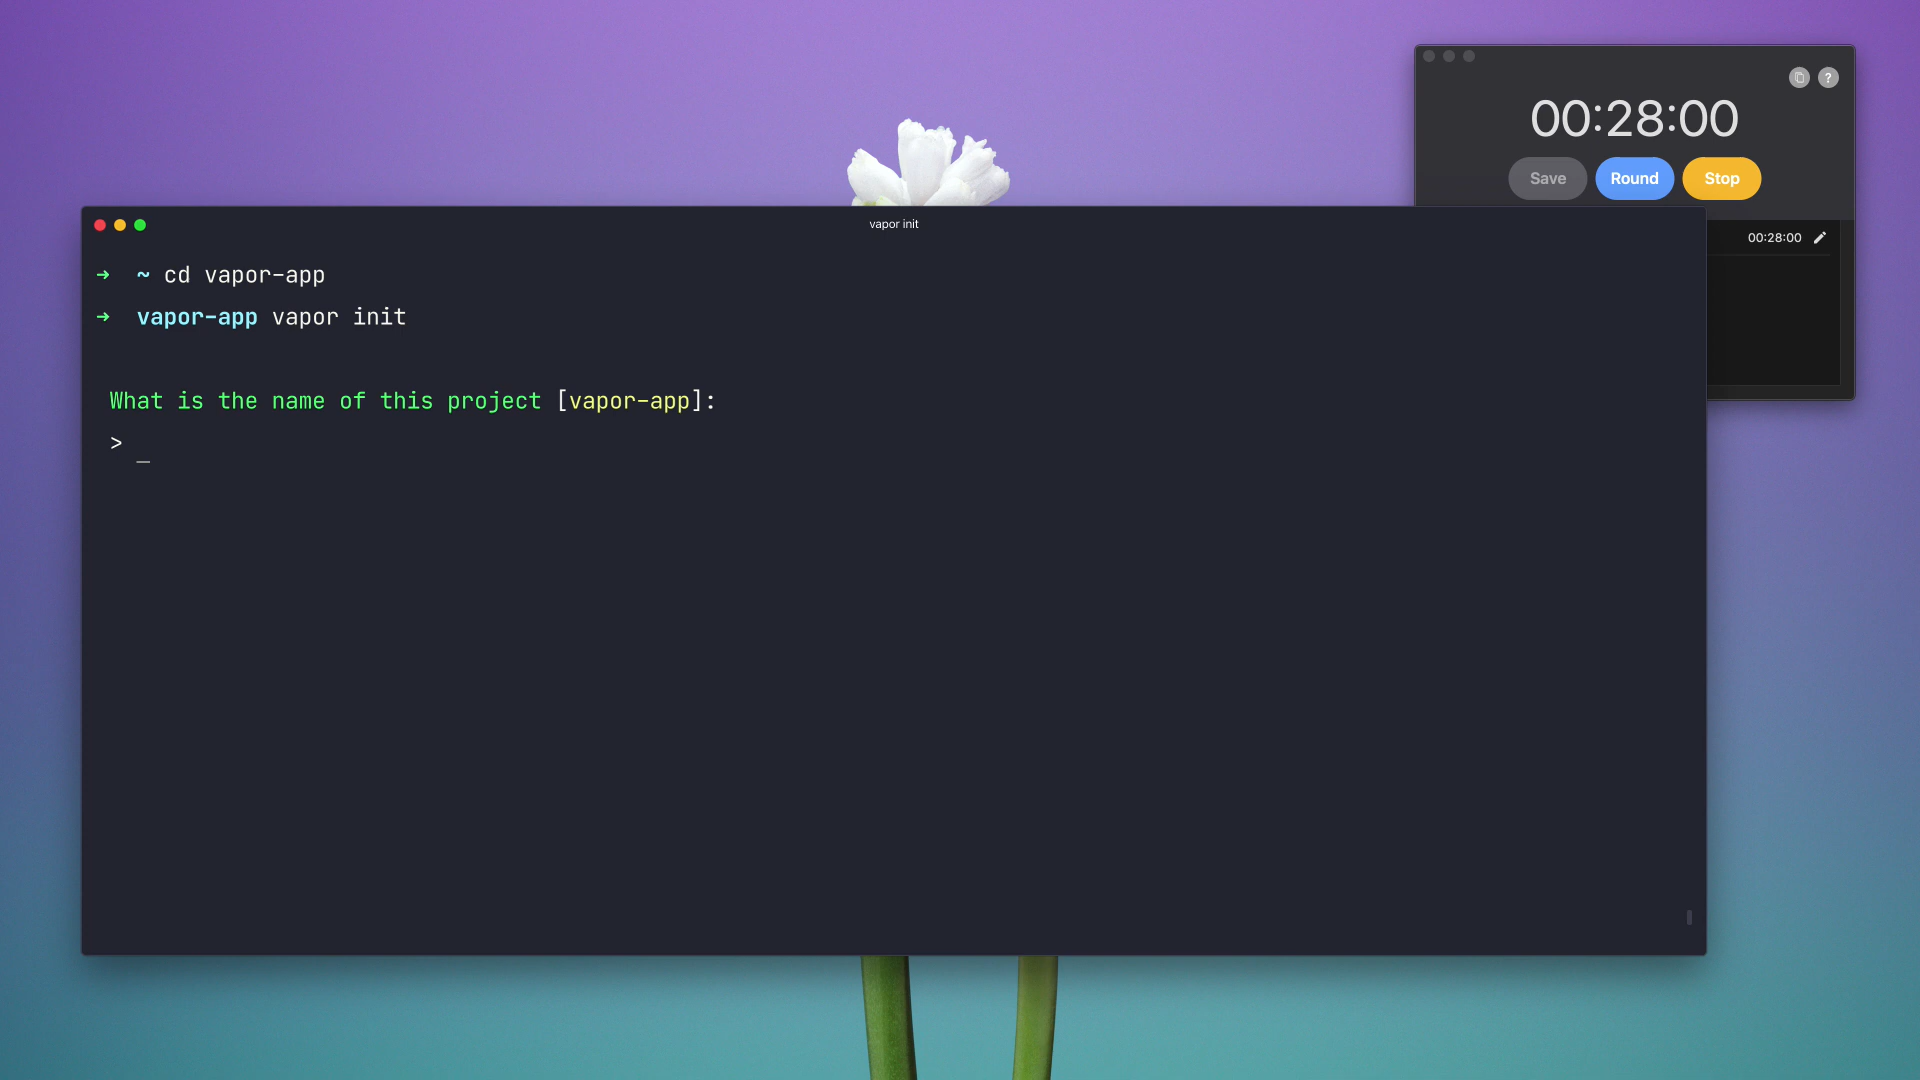 ?
00:28:00
Save Round Stop
00:28:00
vapor init
➜ ~ cd vapor-app
➜ vapor-app vapor init
What is the name of this project [vapor-app]:
> _